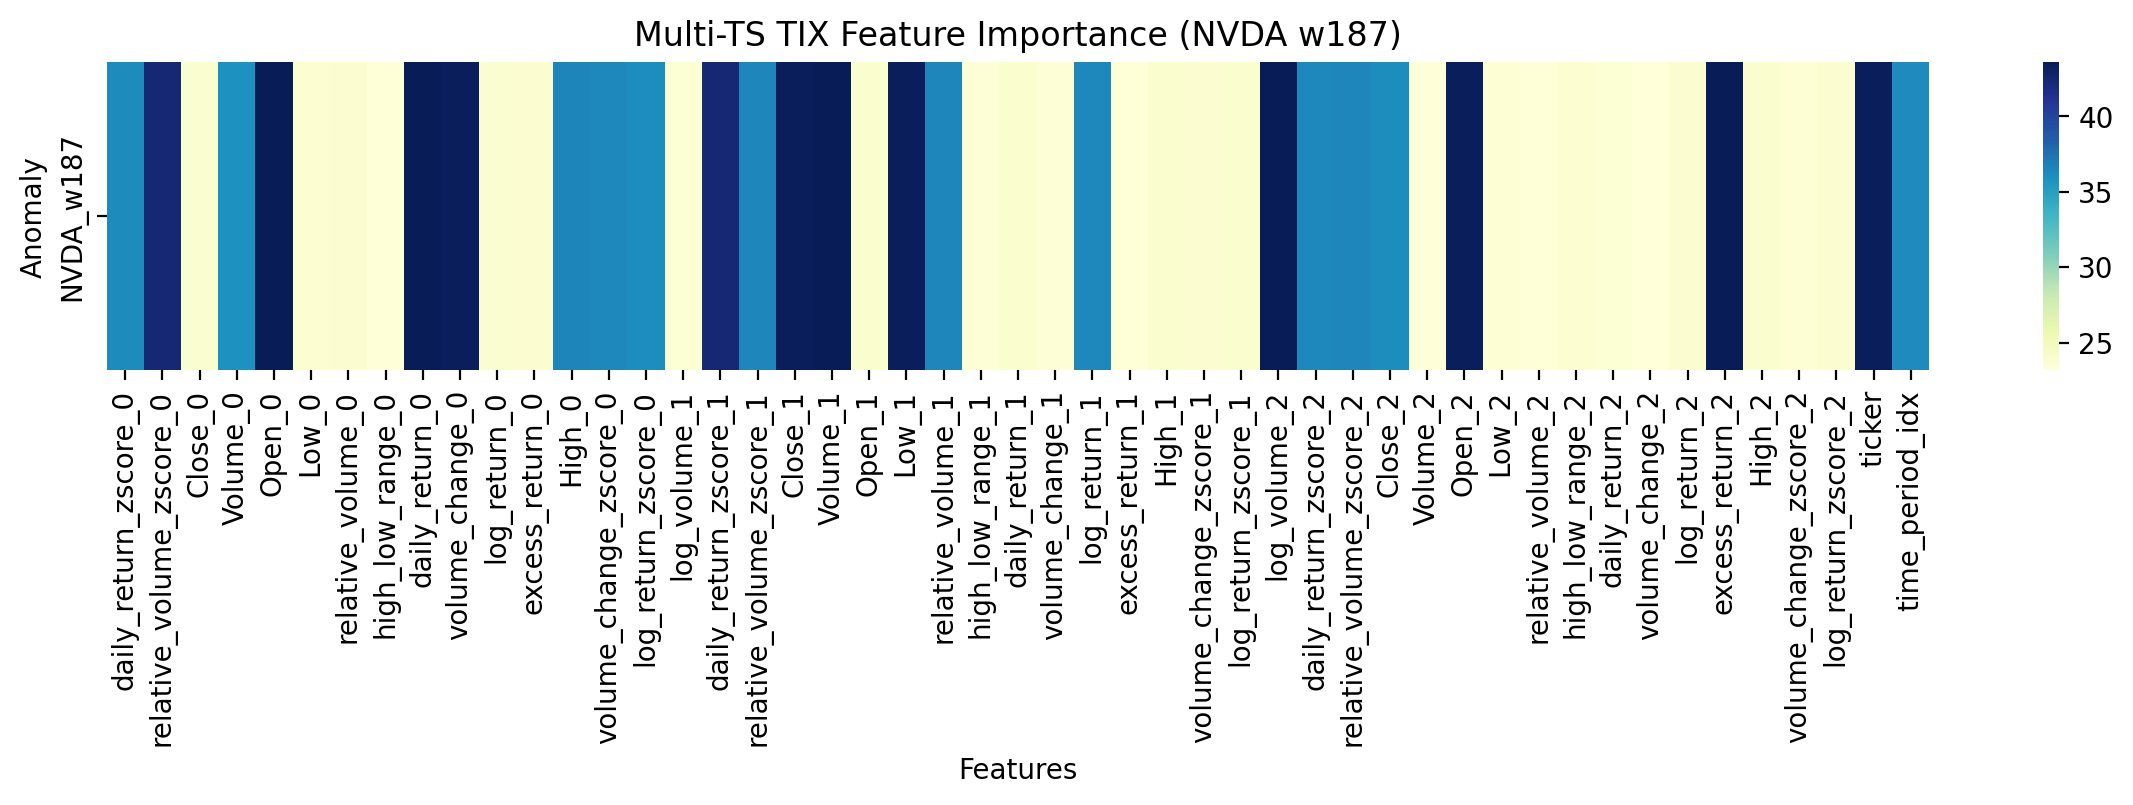 Multi-TS TIX Feature Importance (NVDA w187)
Anomaly
NVDA_w187
40
35
30
25
daily_return_zscore_0
relative_volume_zscore_0
Close_0
Volume_0
Open_0
Low_0
relative_volume_0
high_low_range_0
daily_return_0
volume_change_0
log_return_0
excess_return_0
High_0
volume_change_zscore_0
log_return_zscore_0
log_volume_1
daily_return_zscore_1
relative_volume_zscore_1
Close_1
Volume_1
Open_1
Low_1
relative_volume_1
high_low_range_1
daily_return_1
volume_change_1
log_return_1
excess_return_1
High_1
volume_change_zscore_1
log_return_zscore_1
log_volume_2
daily_return_zscore_2
relative_volume_zscore_2
Close_2
Volume_2
Open_2
Low_2
relative_volume_2
high_low_range_2
daily_return_2
volume_change_2
log_return_2
excess_return_2
High_2
volume_change_zscore_2
log_return_zscore_2
ticker
time_period_idx
Features